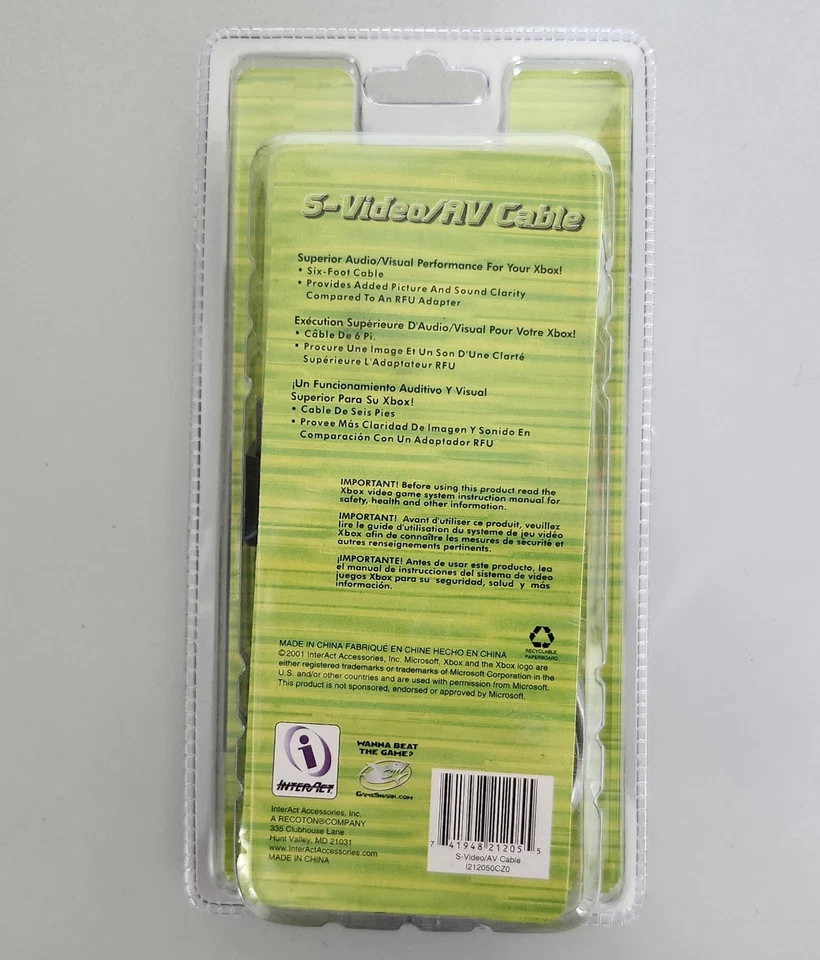 S-Video/AV Cable
Superior Audio/Visual Performance For Your Xbox!
• Six-Foot Cable
• Provides Added Picture And Sound Clarity
Compared To An RFU Adapter
Exécution Supérieure D'Audio/Visual Pour Votre Xbox!
• Câble De 6 Pi.
• Procure Une Image Et Un Son D'Une Clarté
Supérieure L'Adaptateur RFU
¡Un Funcionamiento Auditivo Y Visual
Superior Para Su Xbox!
• Cable De Seis Pies
• Provee Más Claridad De Imagen Y Sonido En
Comparación Con Un Adaptador RFU
IMPORTANT! Before using this product read the
Xbox video game system instruction manual for
safety, health and other information.
IMPORTANT! Avant d'utiliser ce produit, veuillez
lire le guide d'utilisation du systeme de jeu vidéo
Xbox afin de connaître les mesures de sécurité et
autres renseignements pertinents.
¡IMPORTANTE! Antes de usar este producto, lea
el manual de instrucciones del sistema de video
juegos Xbox para su seguridad, salud y más
información.
RECYCLABLE
PAPERBOARD
MADE IN CHINA FABRIQUÉ EN CHINE HECHO EN CHINA
©2001 InterAct Accessories, Inc. Microsoft, Xbox and the Xbox logo are
either registered trademarks or trademarks of Microsoft Corporation in the
U.S. and/or other countries and are used with permission from Microsoft.
This product is not sponsored, endorsed or approved by Microsoft.
i
INTERACT
WANNA BEAT
THE GAME?
GAMESHARK.COM
InterAct Accessories, Inc.
A RECOTON®COMPANY
335 Clubhouse Lane
Hunt Valley, MD 21031
www.InterActAccessories.com
MADE IN CHINA
7 41948 21205 5
S-Video/AV Cable
I212050CZ0